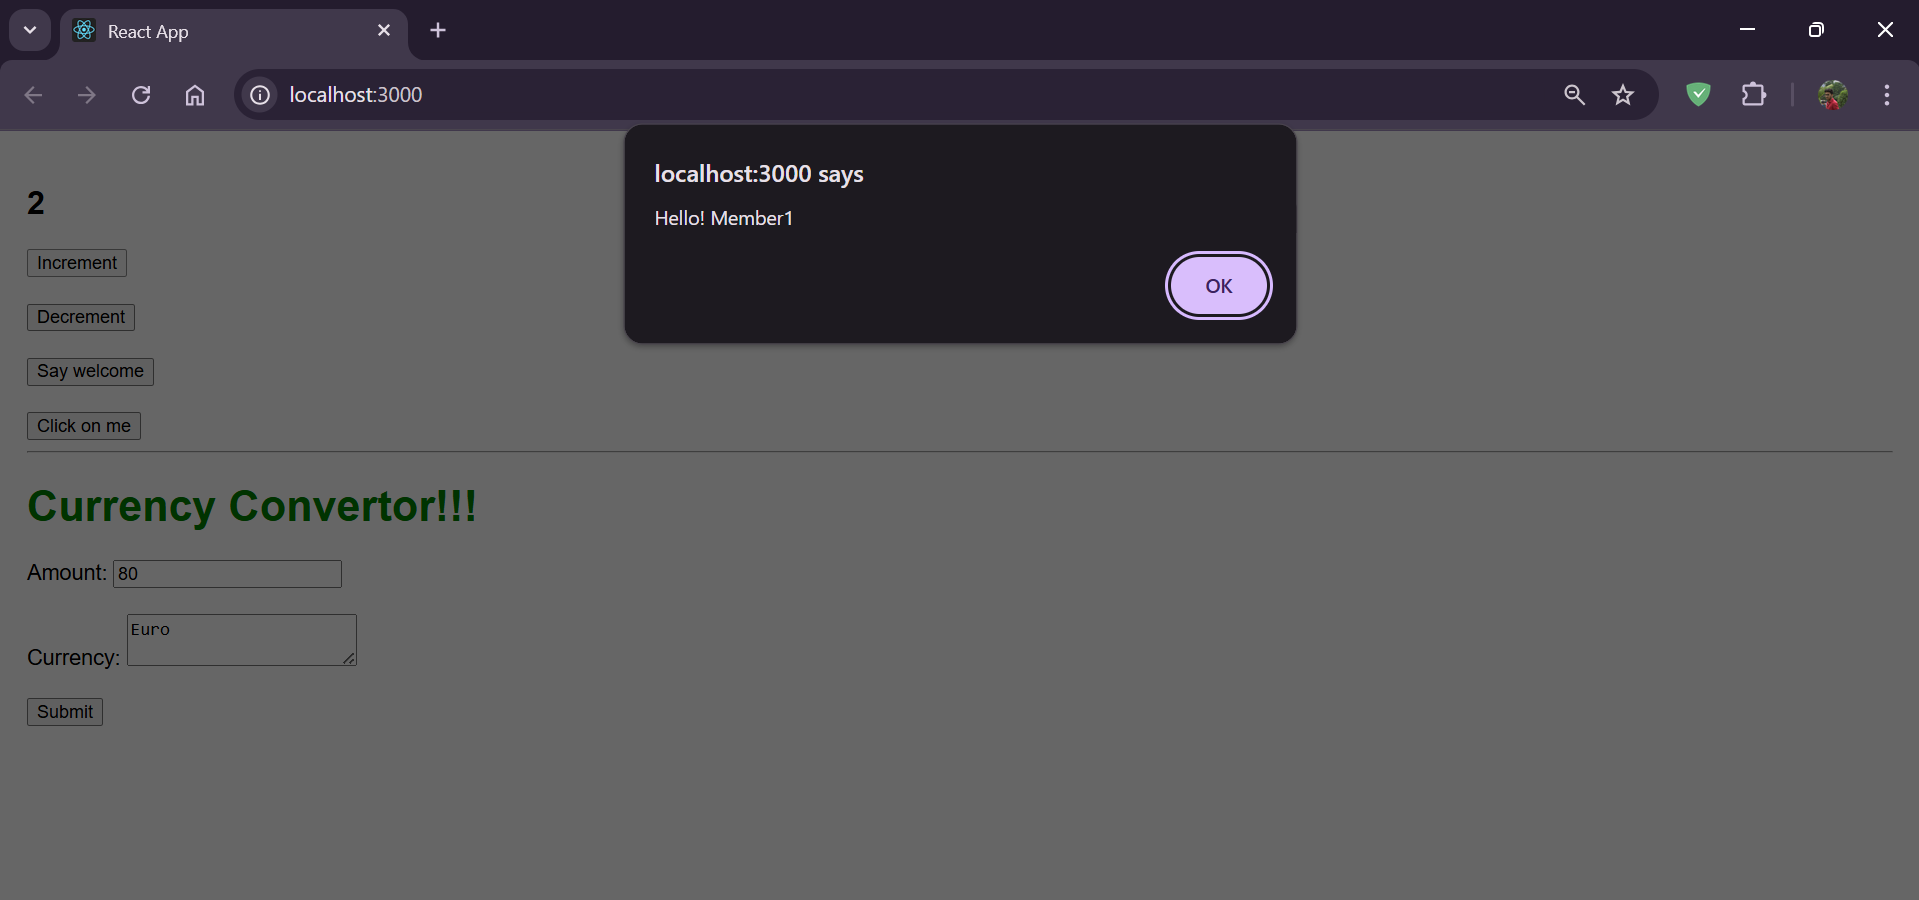 React App
localhost:3000
localhost:3000 says
Hello! Member1
OK
2
Increment
Decrement
Say welcome
Click on me
Currency Convertor!!!
Amount: 80
Currency: Euro
Submit